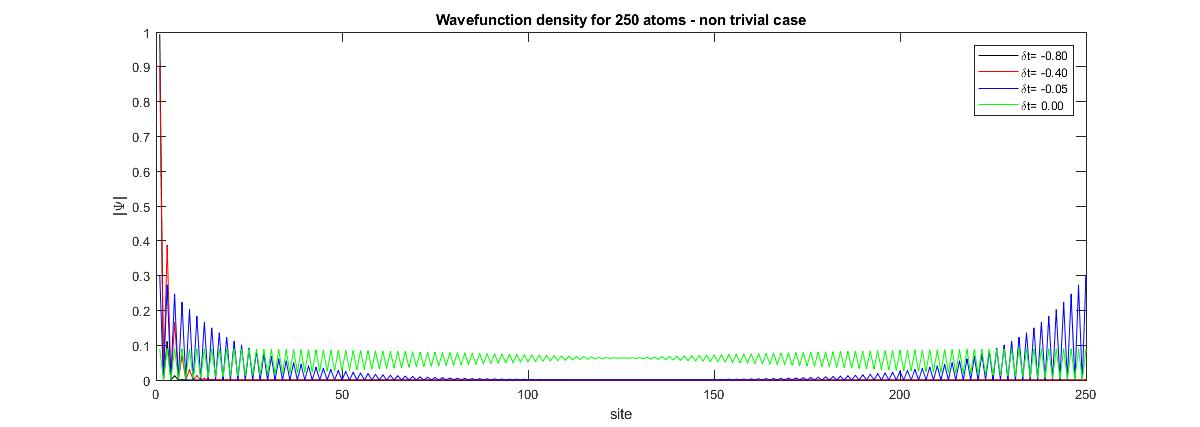 Wavefunction density for 250 atoms - non trivial case
1
0.9
0.8
0.7
0.6
0.5
0.4
0.3
0.2
0.1
0
|Ψ|
δt= -0.80
δt= -0.40
δt= -0.05
δt= 0.00
0 50 100 150 200 250
site